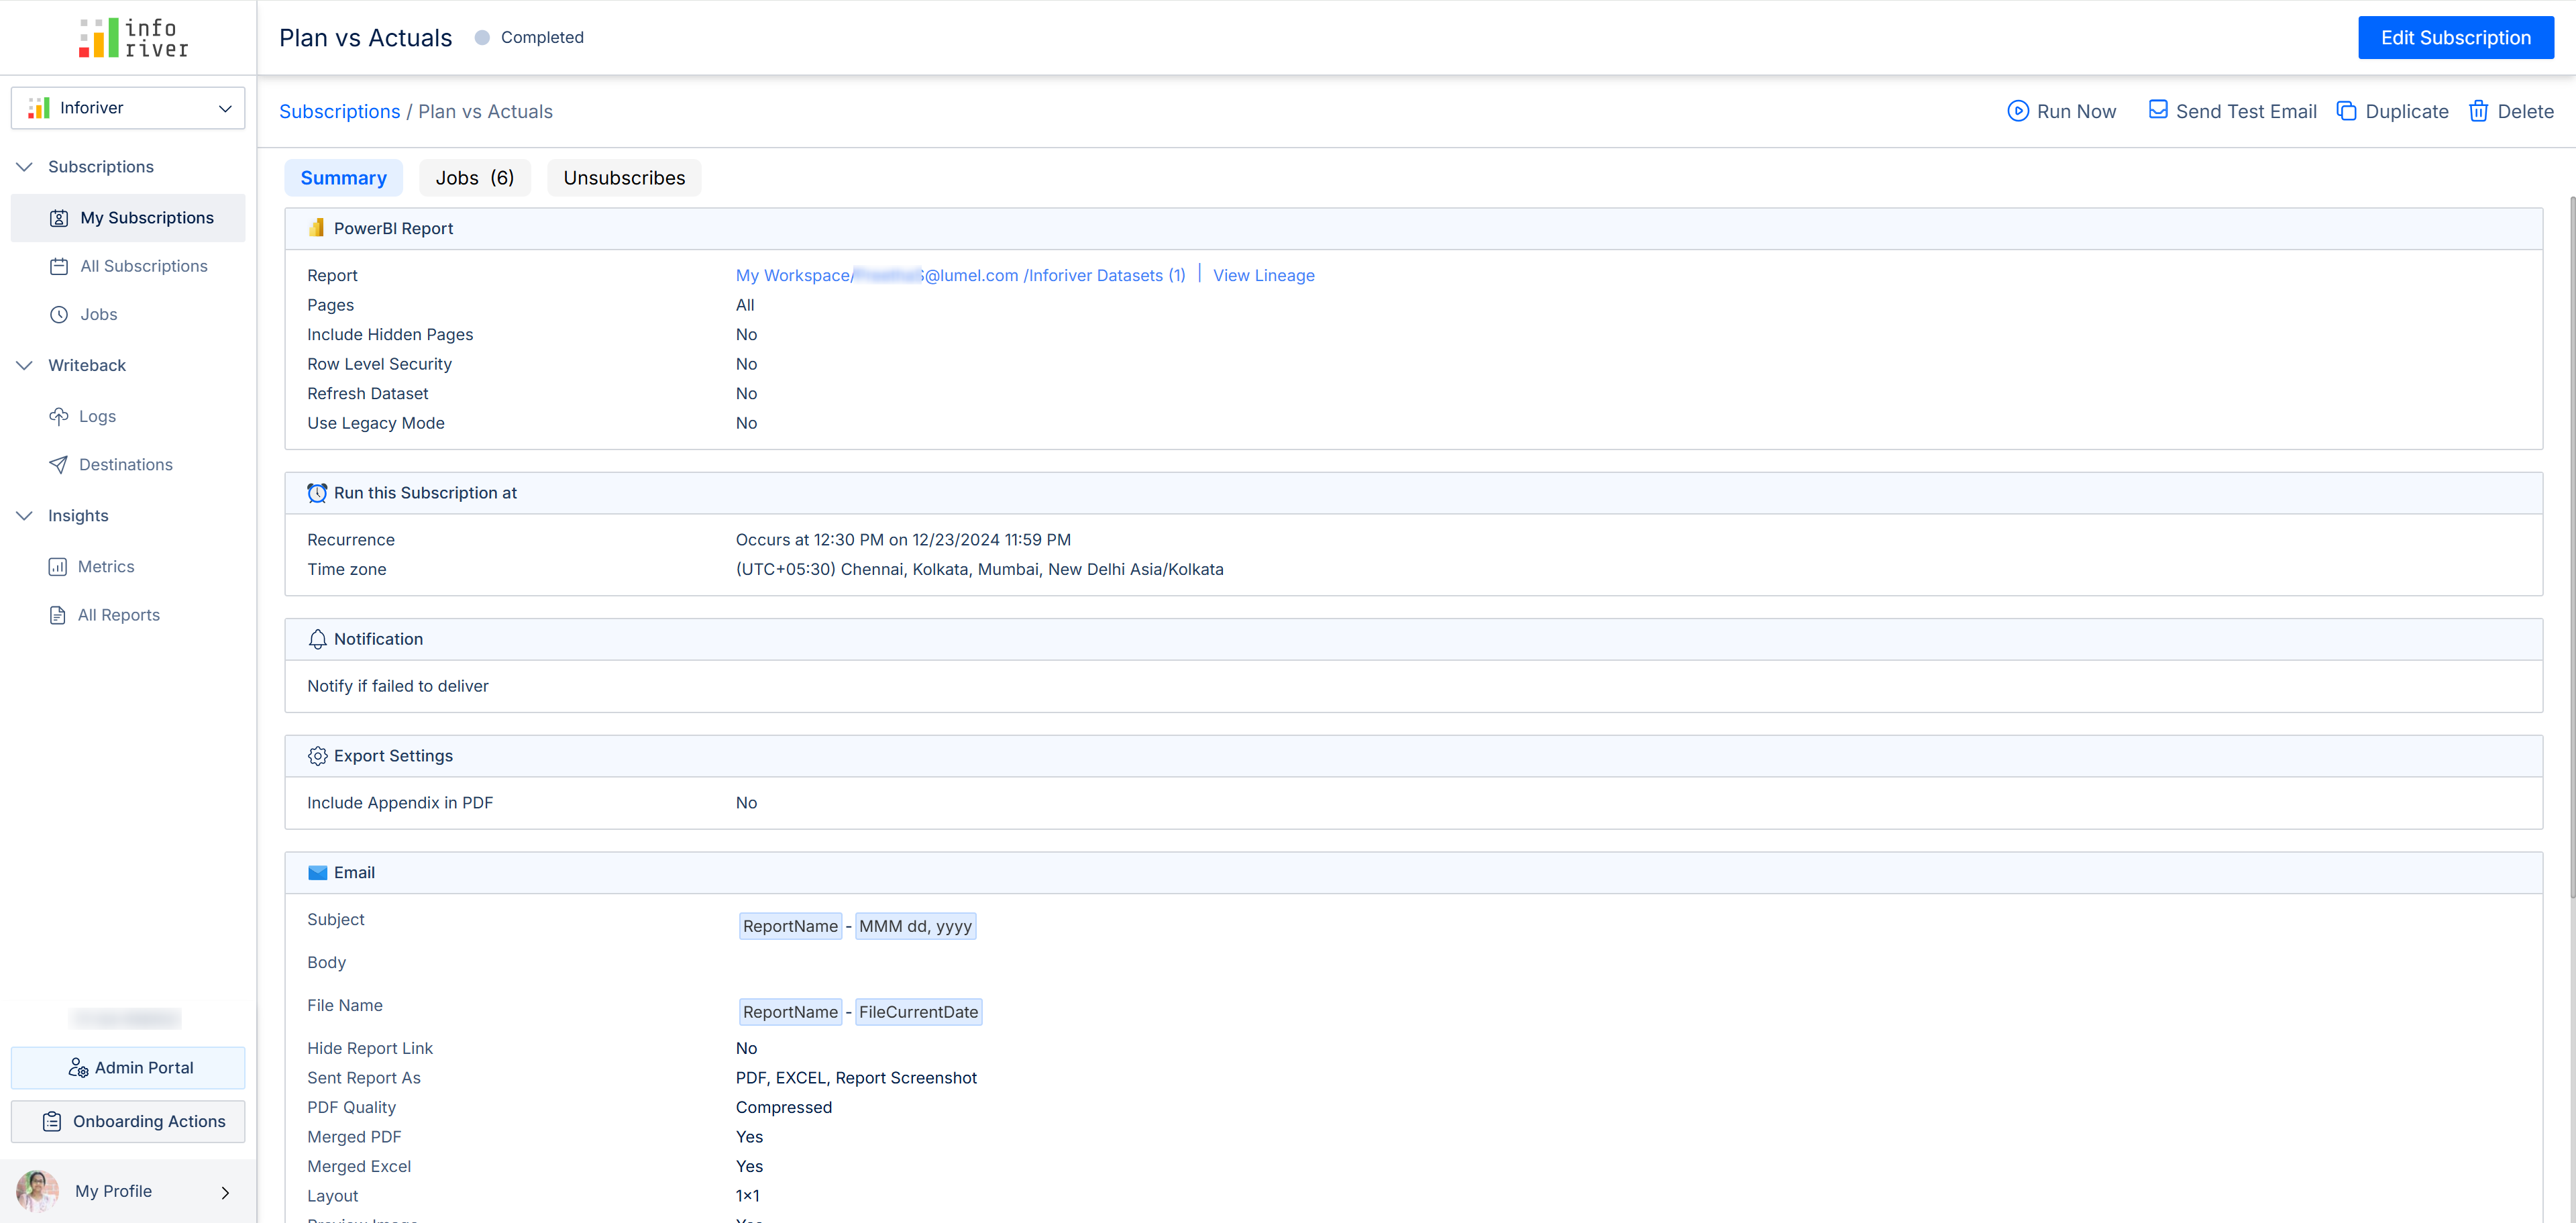 info
river
Plan vs Actuals
Completed
Edit Subscription
Inforiver
Subscriptions / Plan vs Actuals
Run Now
Send Test Email
Duplicate
Delete
Subscriptions
My Subscriptions
All Subscriptions
Jobs
Writeback
Logs
Destinations
Insights
Metrics
All Reports
Admin Portal
Onboarding Actions
My Profile
Summary
Jobs (6)
Unsubscribes
PowerBI Report
Report My Workspace/ @lumel.com /Inforiver Datasets (1) | View Lineage
Pages All
Include Hidden Pages No
Row Level Security No
Refresh Dataset No
Use Legacy Mode No
Run this Subscription at
Recurrence Occurs at 12:30 PM on 12/23/2024 11:59 PM
Time zone (UTC+05:30) Chennai, Kolkata, Mumbai, New Delhi Asia/Kolkata
Notification
Notify if failed to deliver
Export Settings
Include Appendix in PDF No
Email
Subject ReportName - MMM dd, yyyy
Body
File Name ReportName - FileCurrentDate
Hide Report Link No
Sent Report As PDF, EXCEL, Report Screenshot
PDF Quality Compressed
Merged PDF Yes
Merged Excel Yes
Layout 1×1